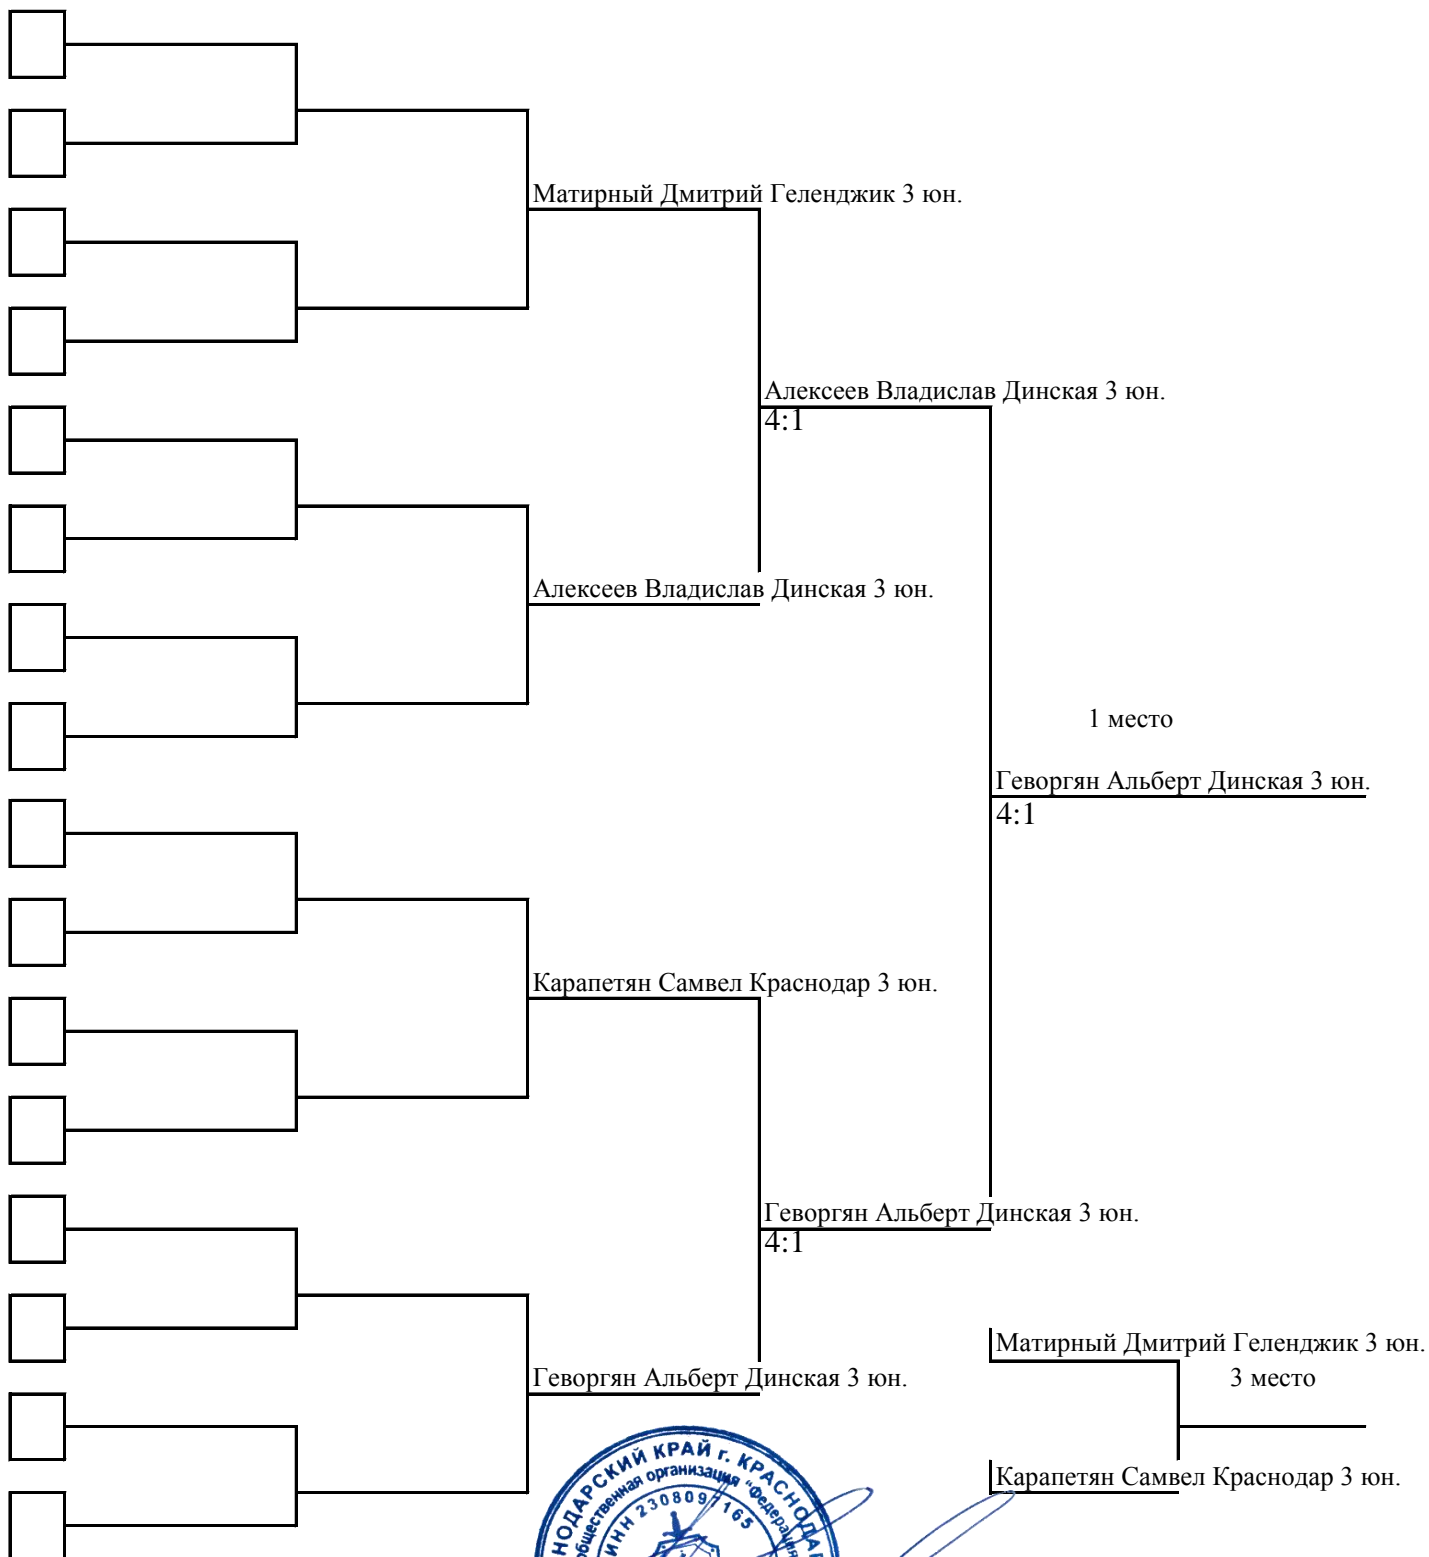 Матирный Дмитрий Геленджик 3 юн.
Алексеев Владислав Динская 3 юн.
4:1
Алексеев Владислав Динская 3 юн.
1 место
Геворгян Альберт Динская 3 юн.
4:1
Карапетян Самвел Краснодар 3 юн.
Геворгян Альберт Динская 3 юн.
4:1
Матирный Дмитрий Геленджик 3 юн.
Геворгян Альберт Динская 3 юн.
3 место
Карапетян Самвел Краснодар 3 юн.
НОДАРСКИЙ КРАЙ г. КРАСНОДАР
общественная организация "Федерация
ИНН 2308097165